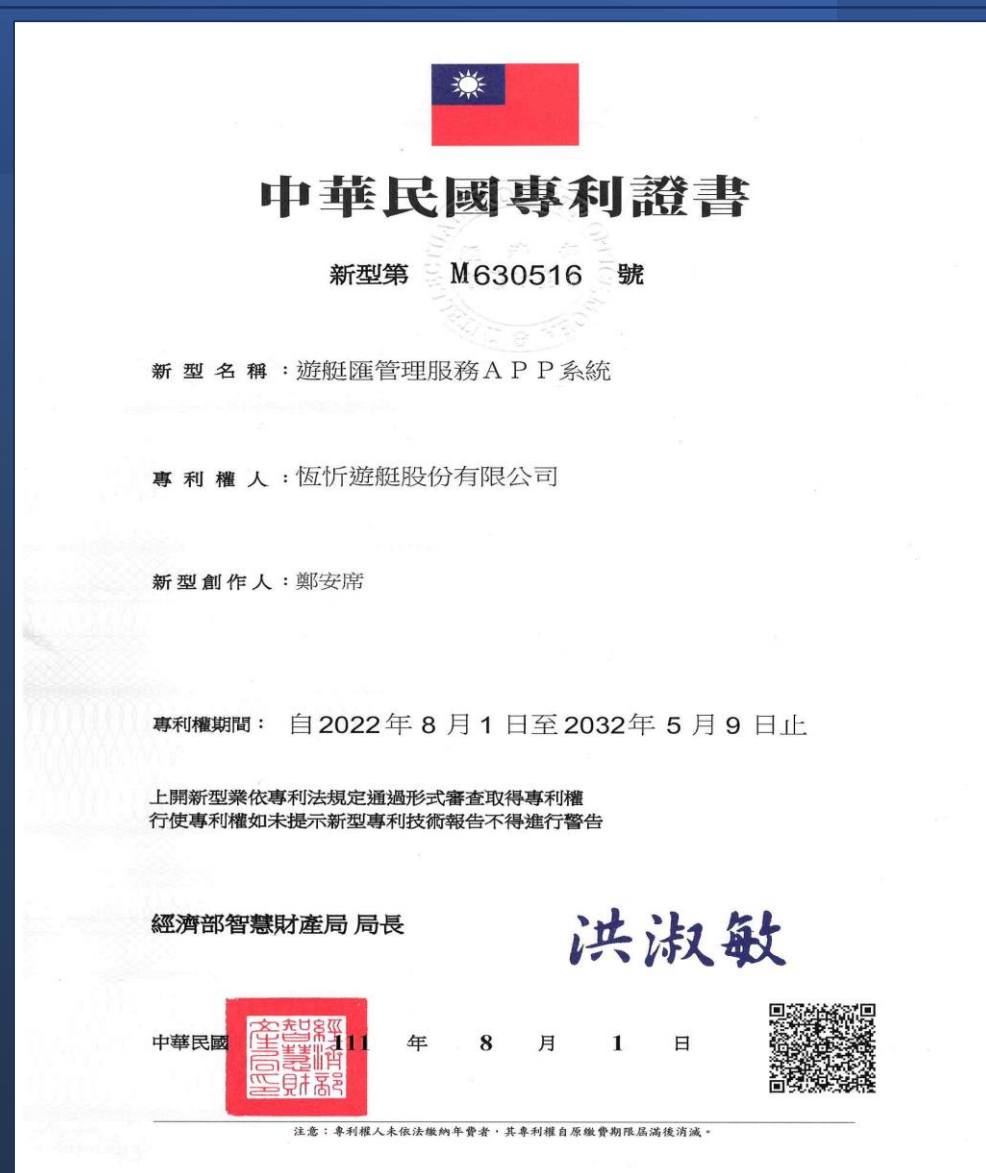 中華民國專利證書
新型第 M630516 號
新型名稱:遊艇匯管理服務APP系統
專利權人:恆忻遊艇股份有限公司
新型創作人:鄭安席
專利權期間: 自2022年8月1日至2032年5月9日止
上開新型業依專利法規定通過形式審查取得專利權
行使專利權如未提示新型專利技術報告不得進行警告
經濟部智慧財產局 局長
洪淑敏
經濟部智慧財產局印
中華民國 111 年 8 月 1 日
注意:專利權人未依法繳納年費者,其專利權自原繳費期限屆滿後消滅。